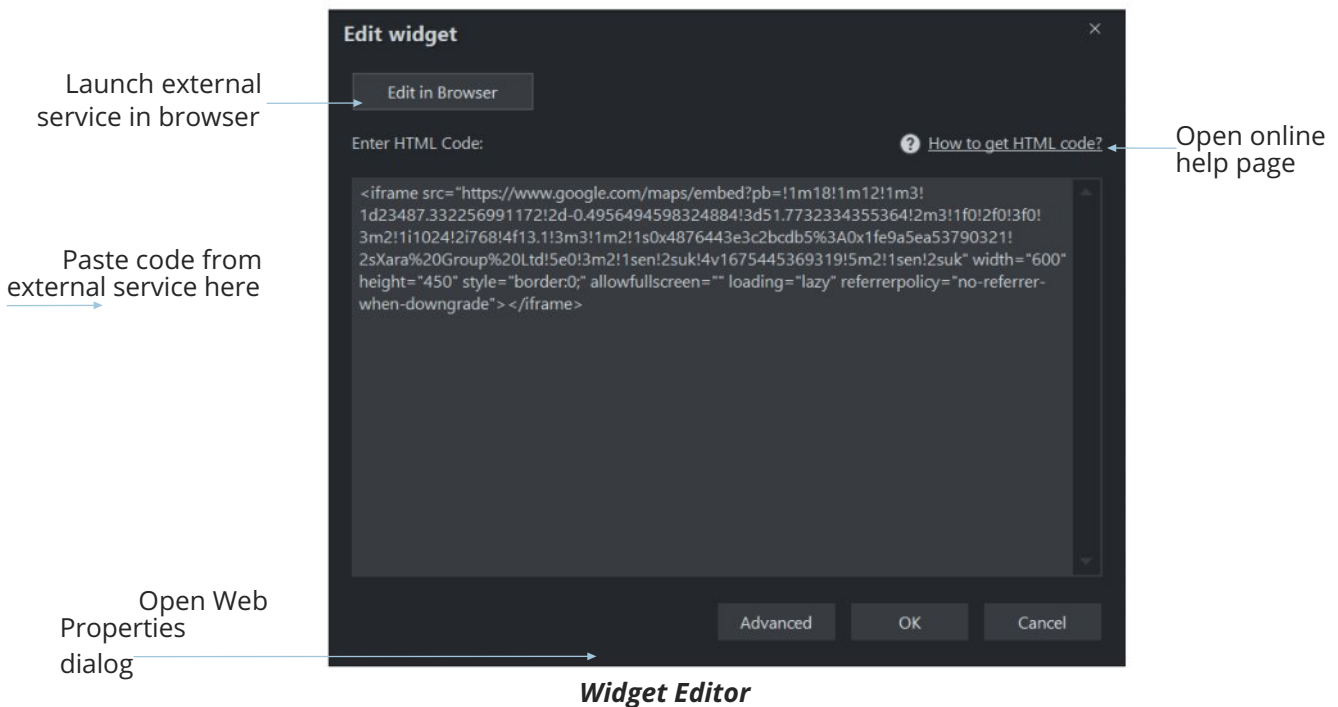 Edit widget
Launch external
service in browser
Edit in Browser
Enter HTML Code:
How to get HTML code?
Open online
help page
<iframe src="https://www.google.com/maps/embed?pb=!1m18!1m12!1m3!
1d23487.332256991172!2d-0.4956494598324884!3d51.7732334355364!2m3!1f0!2f0!3f0!
3m2!1i1024!2i768!4f13.1!3m3!1m2!1s0x4876443e3c2bcdb5%3A0x1fe9a5ea53790321!
2sXara%20Group%20Ltd!5e0!3m2!1sen!2suk!4v1675445369319!5m2!1sen!2suk" width="600"
height="450" style="border:0;" allowfullscreen="" loading="lazy" referrerpolicy="no-referrer-
when-downgrade"></iframe>
Paste code from
external service here
Open Web
Properties
dialog
Advanced
OK
Cancel
Widget Editor